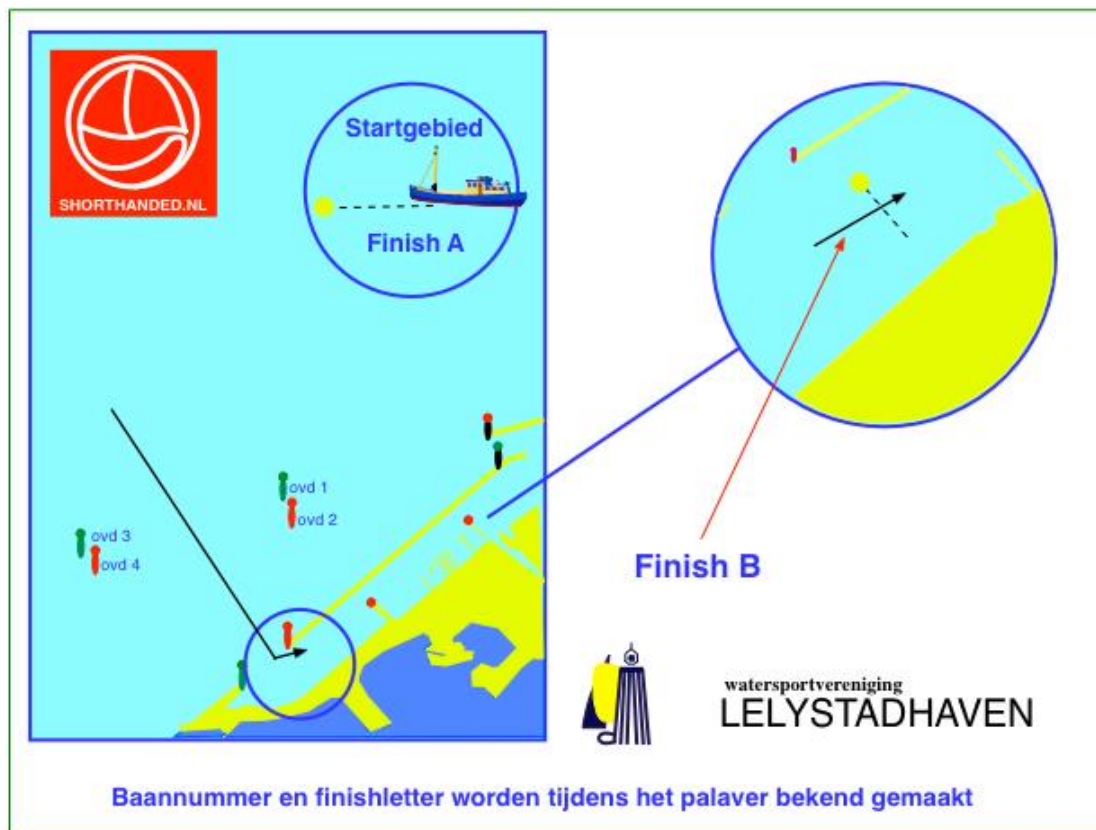 Startgebied
SHORTHANDED.NL
Finish A
ovd 1
ovd 2
ovd 3
ovd 4
Finish B
watersportvereniging
LELYSTADHAVEN
Baannummer en finishletter worden tijdens het palaver bekend gemaakt